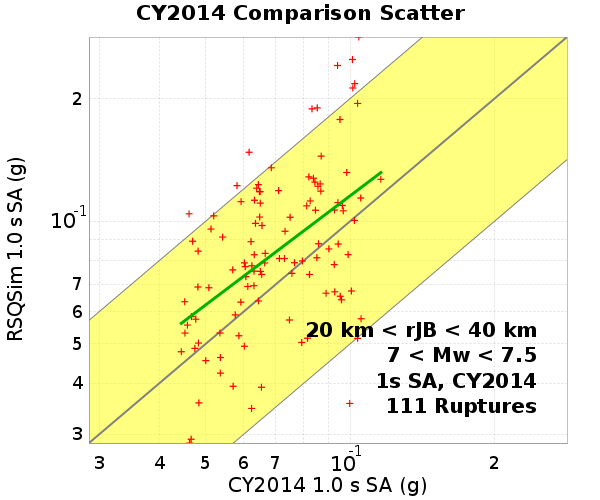 CY2014 Comparison Scatter
RSQSim 1.0 s SA (g)
2
10-1
7
6
5
4
3
20 km < rJB < 40 km
7 < Mw < 7.5
1s SA, CY2014
111 Ruptures
3 4 5 6 7 10-1 2
CY2014 1.0 s SA (g)